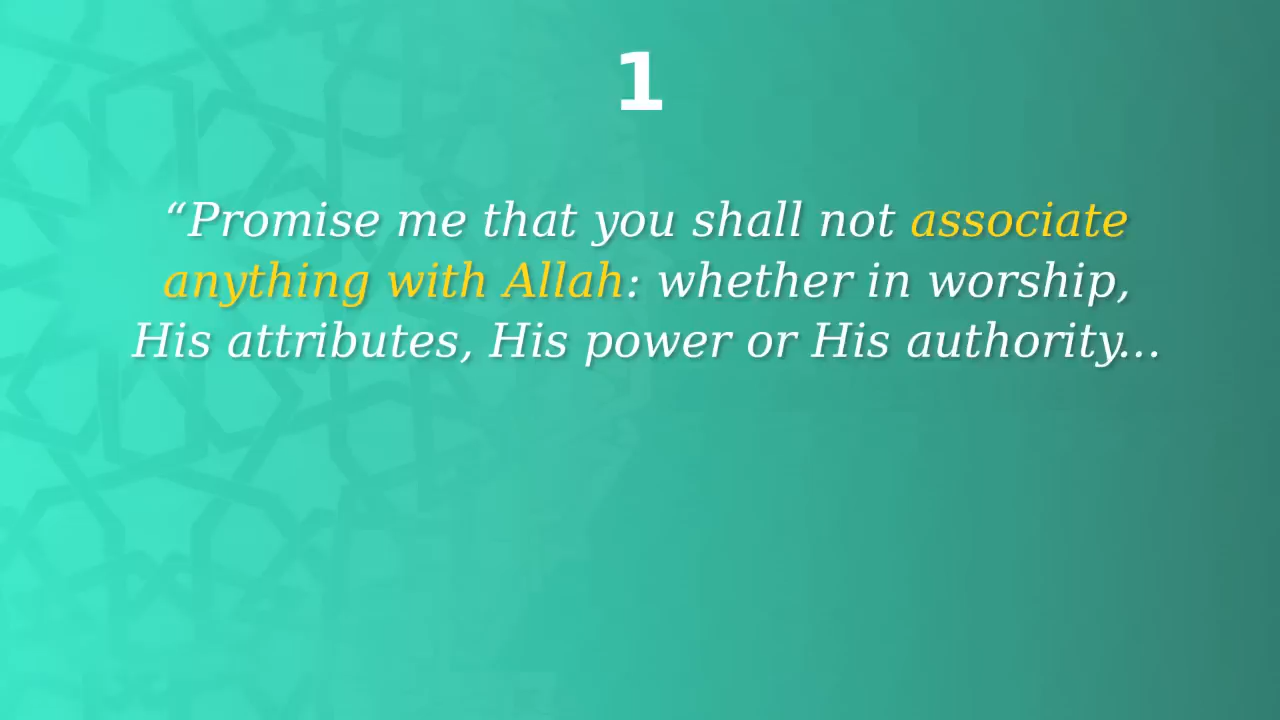 1
“Promise me that you shall not associate
anything with Allah: whether in worship,
His attributes, His power or His authority...